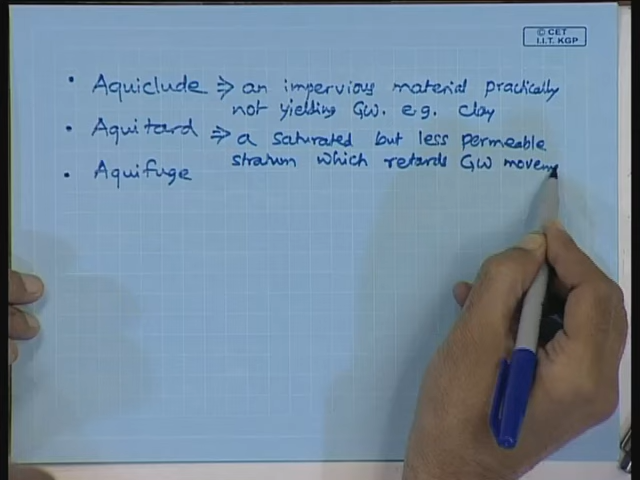 © CET
I.I.T. KGP
• Aquiclude ⇒ an impervious material practically
not yielding GW. e.g. clay
• Aquitard ⇒ a saturated but less permeable
stratum which retards GW movem
• Aquifuge